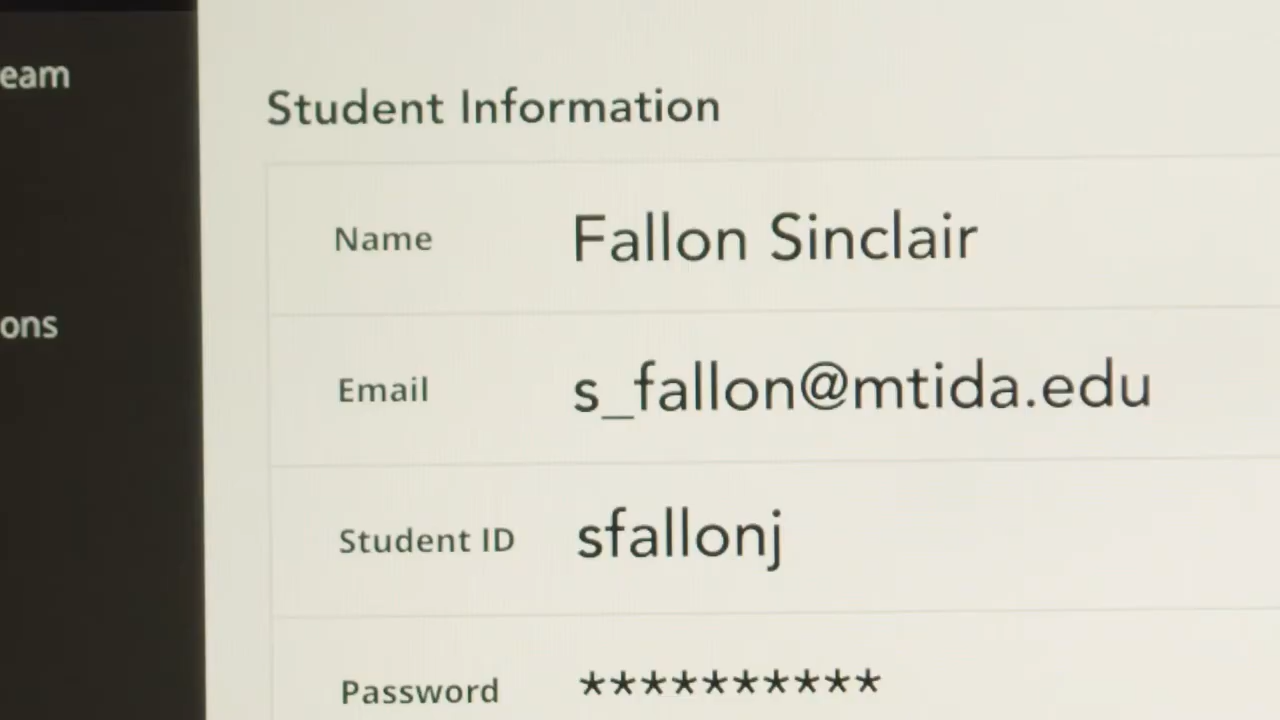 eam
ons
Student Information
Name Fallon Sinclair
Email s_fallon@mtida.edu
Student ID sfallonj
Password **********